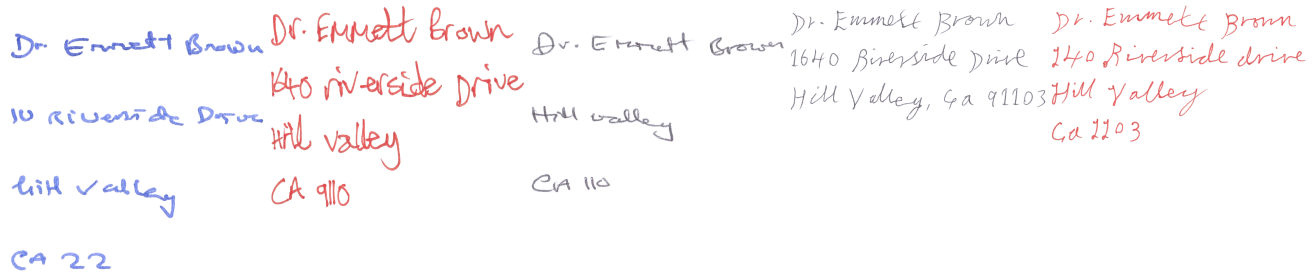 Dr. Emmett Brown
10 Riverside Drive
Hill Valley
CA 22
Dr. Emmett Brown
1640 riverside Drive
Hill valley
CA 9110
Dr. Emmett Brown
Hill valley
CA 110
Dr. Emmett Brown
1640 Riverside Drive
Hill Valley, Ca 91103
Dr. Emmett Brown
140 Riverside drive
Hill Valley
Ca 1103